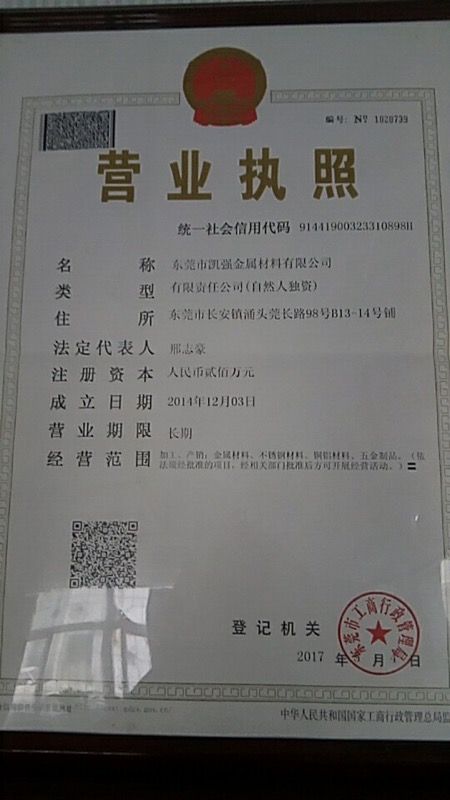 编号: № 1028739
营业执照
统一社会信用代码 91441900323310898H
名称 东莞市凯强金属材料有限公司
类型 有限责任公司(自然人独资)
住所 东莞市长安镇涌头莞长路98号B13-14号铺
法定代表人 邢志豪
注册资本 人民币贰佰万元
成立日期 2014年12月03日
营业期限 长期
经营范围 加工、产销：金属材料、不锈钢材料、铜铝材料、五金制品。（依
法须经批准的项目，经相关部门批准后方可开展经营活动。）
登记机关
东莞市工商行政管理局
2017 年 月 日
中华人民共和国国家工商行政管理总局监